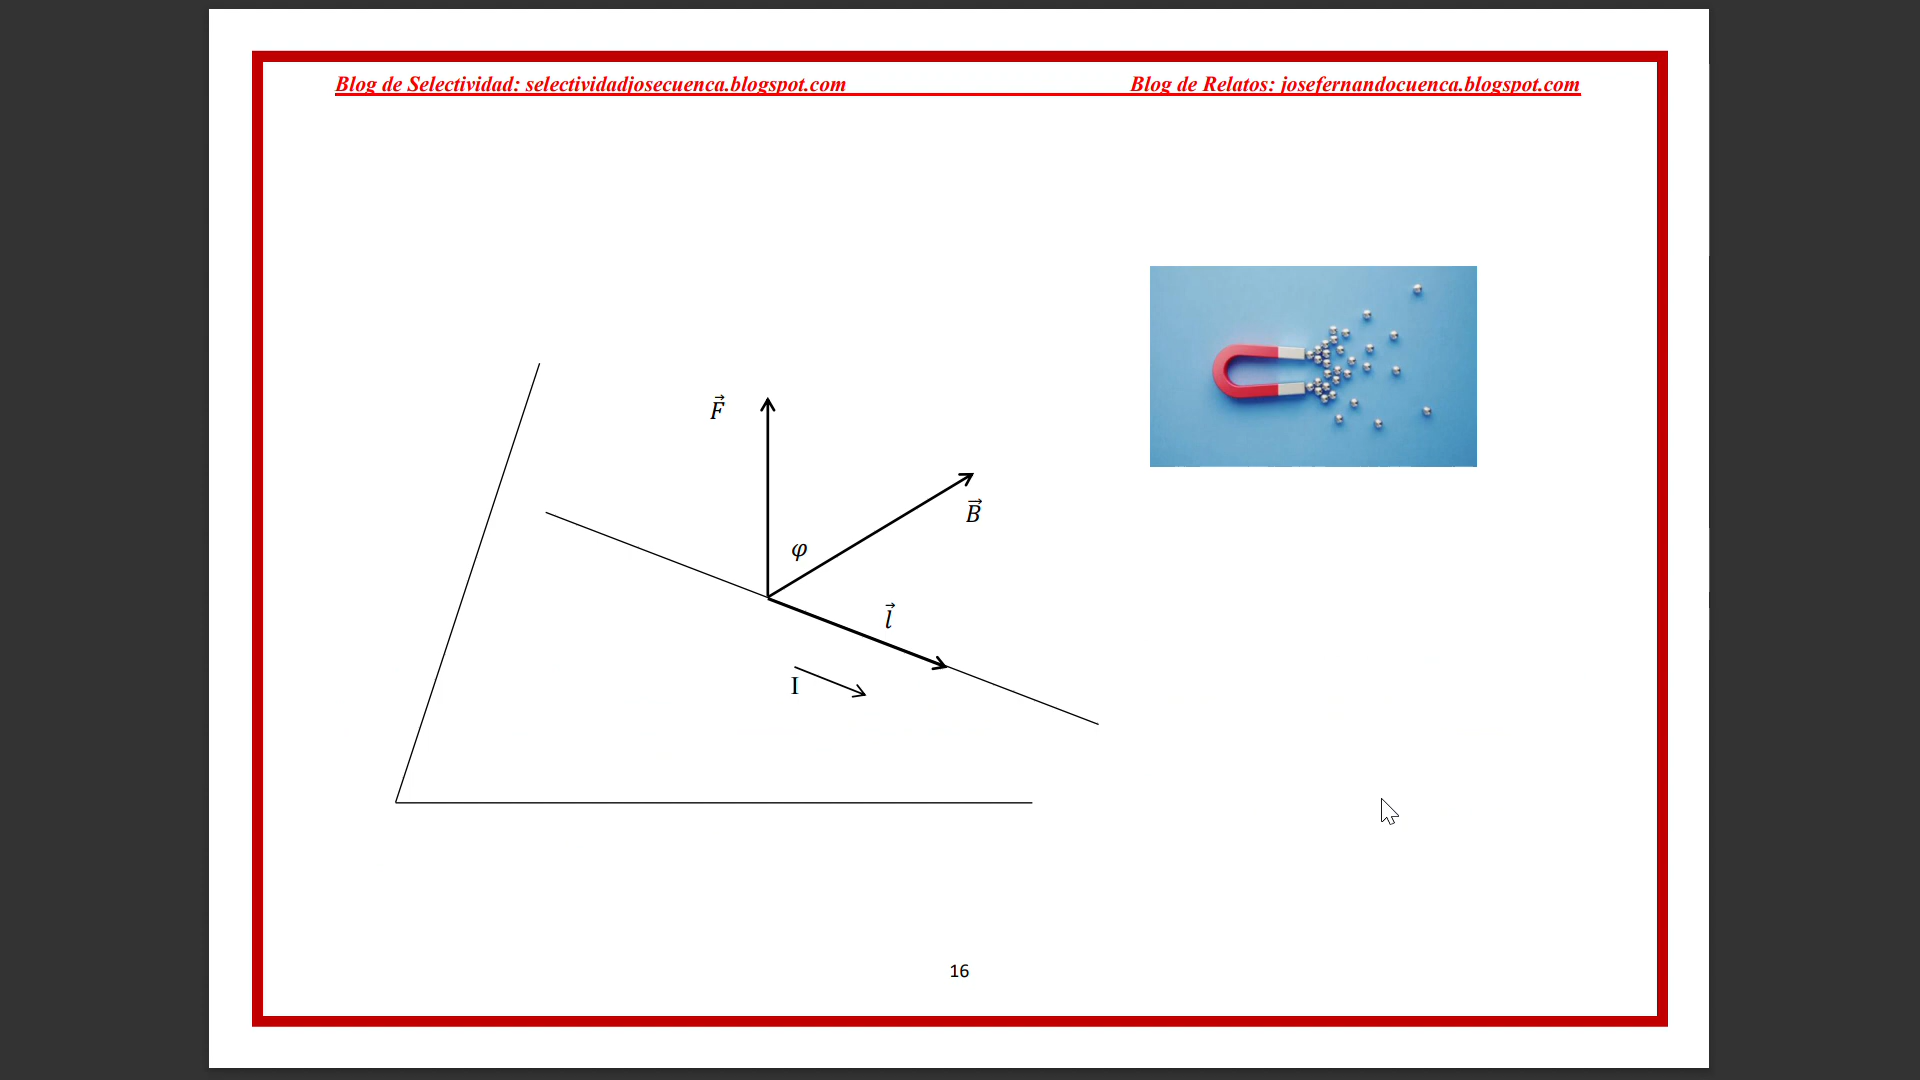 Blog de Selectividad: selectividadjosecuenca.blogspot.com Blog de Relatos: josefernandocuenca.blogspot.com
F⃗
B⃗
φ
l⃗
I
16